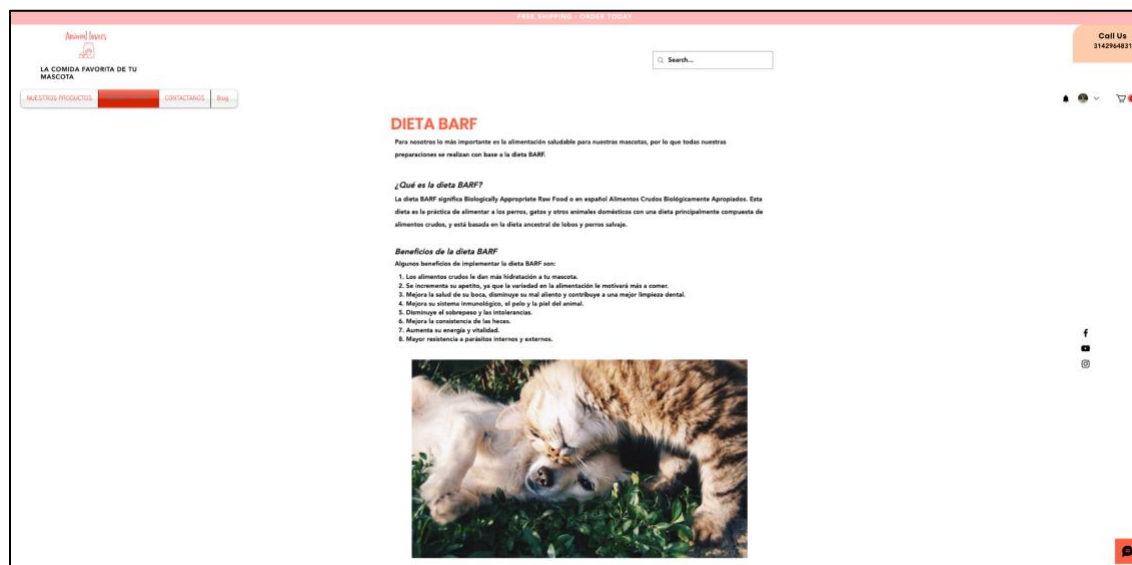 FREE SHIPPING - ORDER TODAY
Animal lovers
LA COMIDA FAVORITA DE TU
MASCOTA
Search...
Call Us
3142964831
NUESTROS PRODUCTOS
CONTACTANOS
Blog
DIETA BARF
Para nosotros lo más importante es la alimentación saludable para nuestras mascotas, por lo que todas nuestras
preparaciones se realizan con base a la dieta BARF.
¿Qué es la dieta BARF?
La dieta BARF significa Biologically Appropriate Raw Food o en español Alimentos Crudos Biológicamente Apropiados. Esta
dieta es la práctica de alimentar a los perros, gatos y otros animales domésticos con una dieta principalmente compuesta de
alimentos crudos, y está basada en la dieta ancestral de lobos y perros salvaje.
Beneficios de la dieta BARF
Algunos beneficios de implementar la dieta BARF son:
1. Los alimentos crudos le dan más hidratación a tu mascota.
2. Se incrementa su apetito, ya que la variedad en la alimentación le motivará más a comer.
3. Mejora la salud de su boca, disminuye su mal aliento y contribuye a una mejor limpieza dental.
4. Mejora su sistema inmunológico, el pelo y la piel del animal.
5. Disminuye el sobrepeso y las intolerancias.
6. Mejora la consistencia de las heces.
7. Aumenta su energía y vitalidad.
8. Mayor resistencia a parásitos internos y externos.